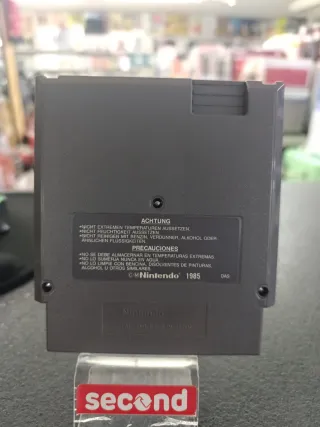 ACHTUNG
•NICHT EXTREMEN TEMPERATUREN AUSSETZEN.
•NICHT FEUCHTIGKEIT AUSSETZEN.
•NICHT REINIGEN MIT BENZIN, VERDÜNNER, ALKOHOL ODER
ÄHNLICHEN FLÜSSIGKEITEN.
PRECAUCIONES
•NO SE DEBE ALMACENAR EN TEMPERATURAS EXTREMAS.
•NO LO SUMERJA NUNCA EN AGUA.
•NO LO LIMPIE CON BENCINA, DISOLVENTES DE PINTURAS,
ALCOHOL U OTROS SIMILARES.
©Nintendo 1985
second